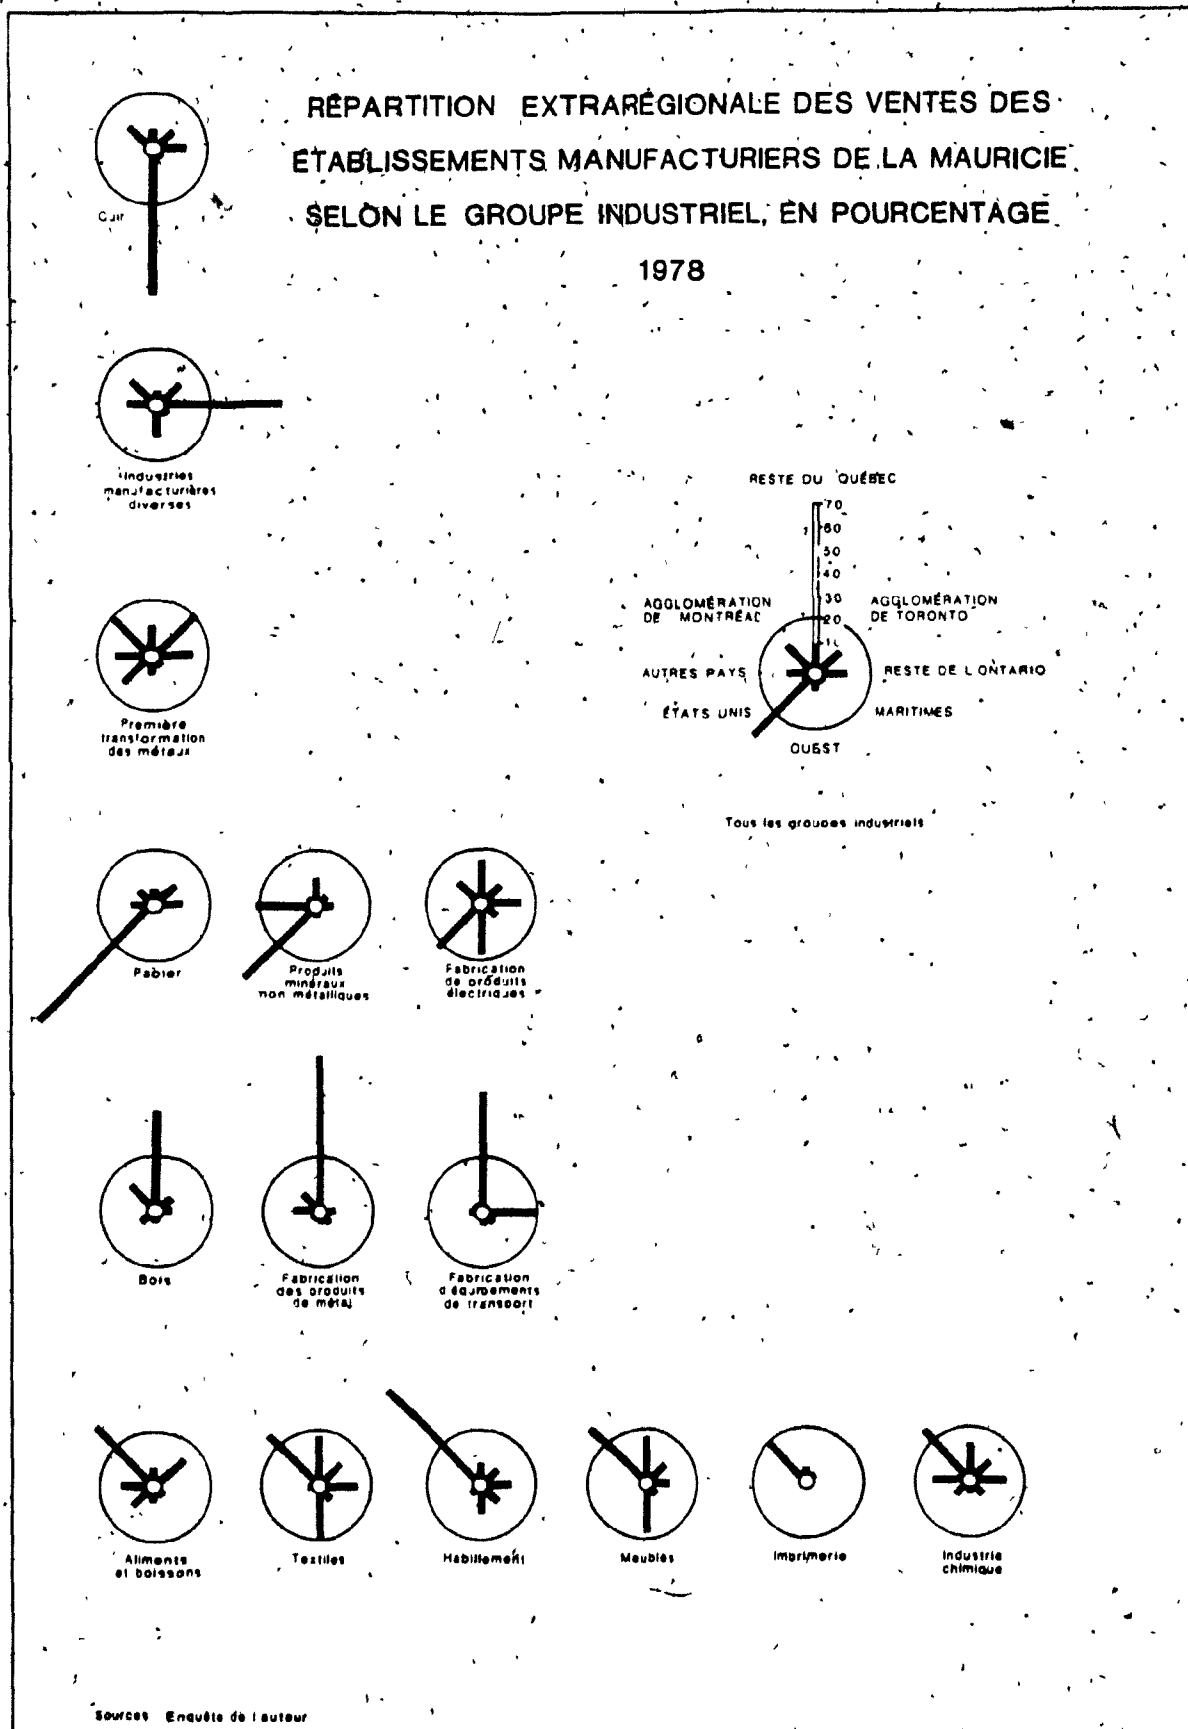 RÉPARTITION EXTRARÉGIONALE DES VENTES DES
ÉTABLISSEMENTS MANUFACTURIERS DE LA MAURICIE
SELON LE GROUPE INDUSTRIEL, EN POURCENTAGE
1978
Cuir
Industries
manufacturières
diverses
RESTE DU QUÉBEC
70
60
50
40
30
20
10
AGGLOMÉRATION
DE MONTRÉAL
AGGLOMÉRATION
DE TORONTO
AUTRES PAYS
RESTE DE L'ONTARIO
ÉTATS UNIS
MARITIMES
OUEST
Tous les groupes industriels
Première
transformation
des métaux
Papier
Produits
minéraux
non métalliques
Fabrication
de produits
électriques
Bois
Fabrication
des produits
de métal
Fabrication
d'équipements
de transport
Aliments
et boissons
Textiles
Habillement
Meubles
Imprimerie
Industrie
chimique
Sources Enquête de l'auteur